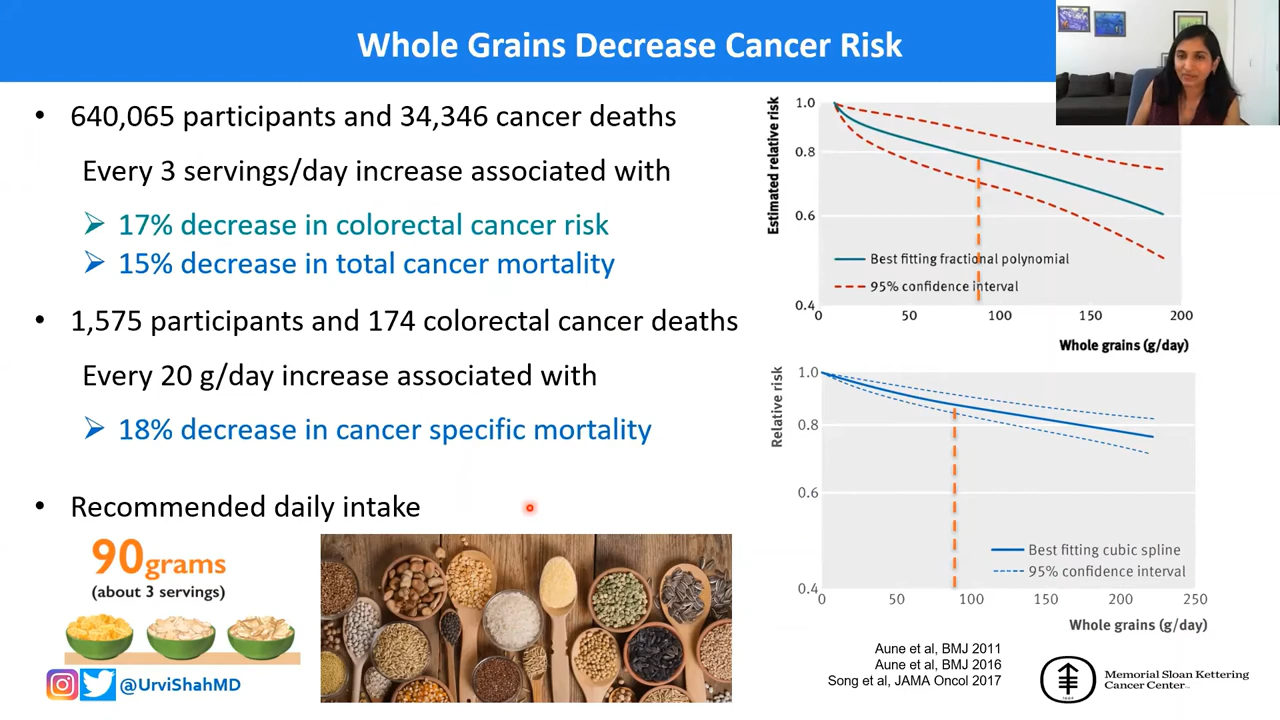 Whole Grains Decrease Cancer Risk
• 640,065 participants and 34,346 cancer deaths
Every 3 servings/day increase associated with
➢ 17% decrease in colorectal cancer risk
➢ 15% decrease in total cancer mortality
• 1,575 participants and 174 colorectal cancer deaths
Every 20 g/day increase associated with
➢ 18% decrease in cancer specific mortality
• Recommended daily intake
90grams
(about 3 servings)
@UrviShahMD
Estimated relative risk
1.0
0.8
0.6
0.4
Best fitting fractional polynomial
95% confidence interval
0 50 100 150 200
Whole grains (g/day)
Relative risk
1.0
0.8
0.6
0.4
Best fitting cubic spline
95% confidence interval
0 50 100 150 200 250
Whole grains (g/day)
Aune et al, BMJ 2011
Aune et al, BMJ 2016
Song et al, JAMA Oncol 2017
Memorial Sloan Kettering
Cancer Center